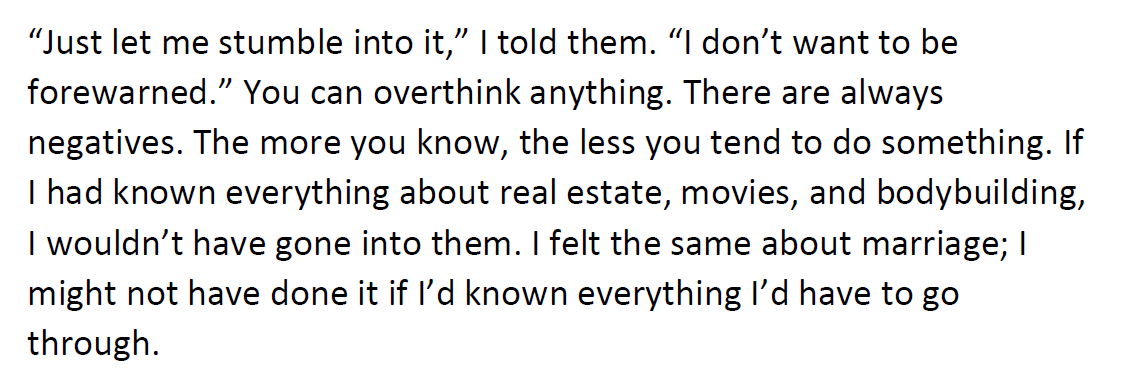 “Just let me stumble into it,” I told them. “I don’t want to be
forewarned.” You can overthink anything. There are always
negatives. The more you know, the less you tend to do something. If
I had known everything about real estate, movies, and bodybuilding,
I wouldn’t have gone into them. I felt the same about marriage; I
might not have done it if I’d known everything I’d have to go
through.